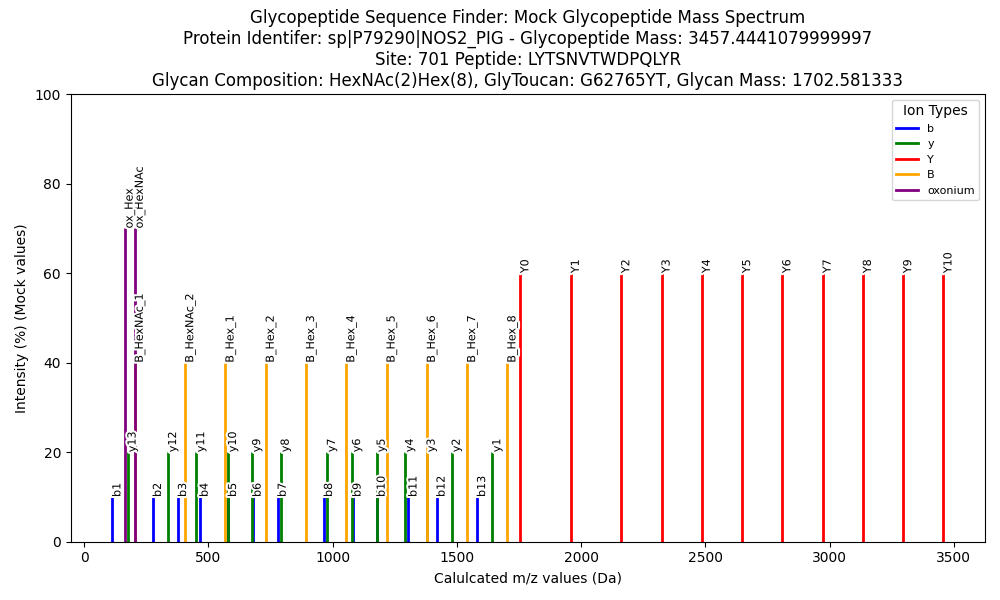 Glycopeptide Sequence Finder: Mock Glycopeptide Mass Spectrum
Protein Identifer: sp|P79290|NOS2_PIG - Glycopeptide Mass: 3457.4441079999997
Site: 701 Peptide: LYTSNVTWDPQLYR
Glycan Composition: HexNAc(2)Hex(8), GlyToucan: G62765YT, Glycan Mass: 1702.581333
Intensity (%) (Mock values)
100
80
60
40
20
0
Ion Types
b
y
Y
B
oxonium
ox_Hex
ox_HexNAc
Y0
Y1
Y2
Y3
Y4
Y5
Y6
Y7
Y8
Y9
Y10
B_HexNAc_1
B_HexNAc_2
B_Hex_1
B_Hex_2
B_Hex_3
B_Hex_4
B_Hex_5
B_Hex_6
B_Hex_7
B_Hex_8
y13
y12
y11
y10
y9
y8
y7
y6
y5
y4
y3
y2
y1
b1
b2
b3
b4
b5
b6
b7
b8
b9
b10
b11
b12
b13
0
500
1000
1500
2000
2500
3000
3500
Calulcated m/z values (Da)